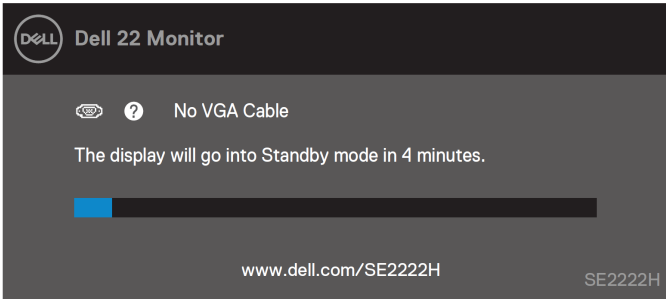 DELL Dell 22 Monitor
? No VGA Cable
The display will go into Standby mode in 4 minutes.
www.dell.com/SE2222H
SE2222H